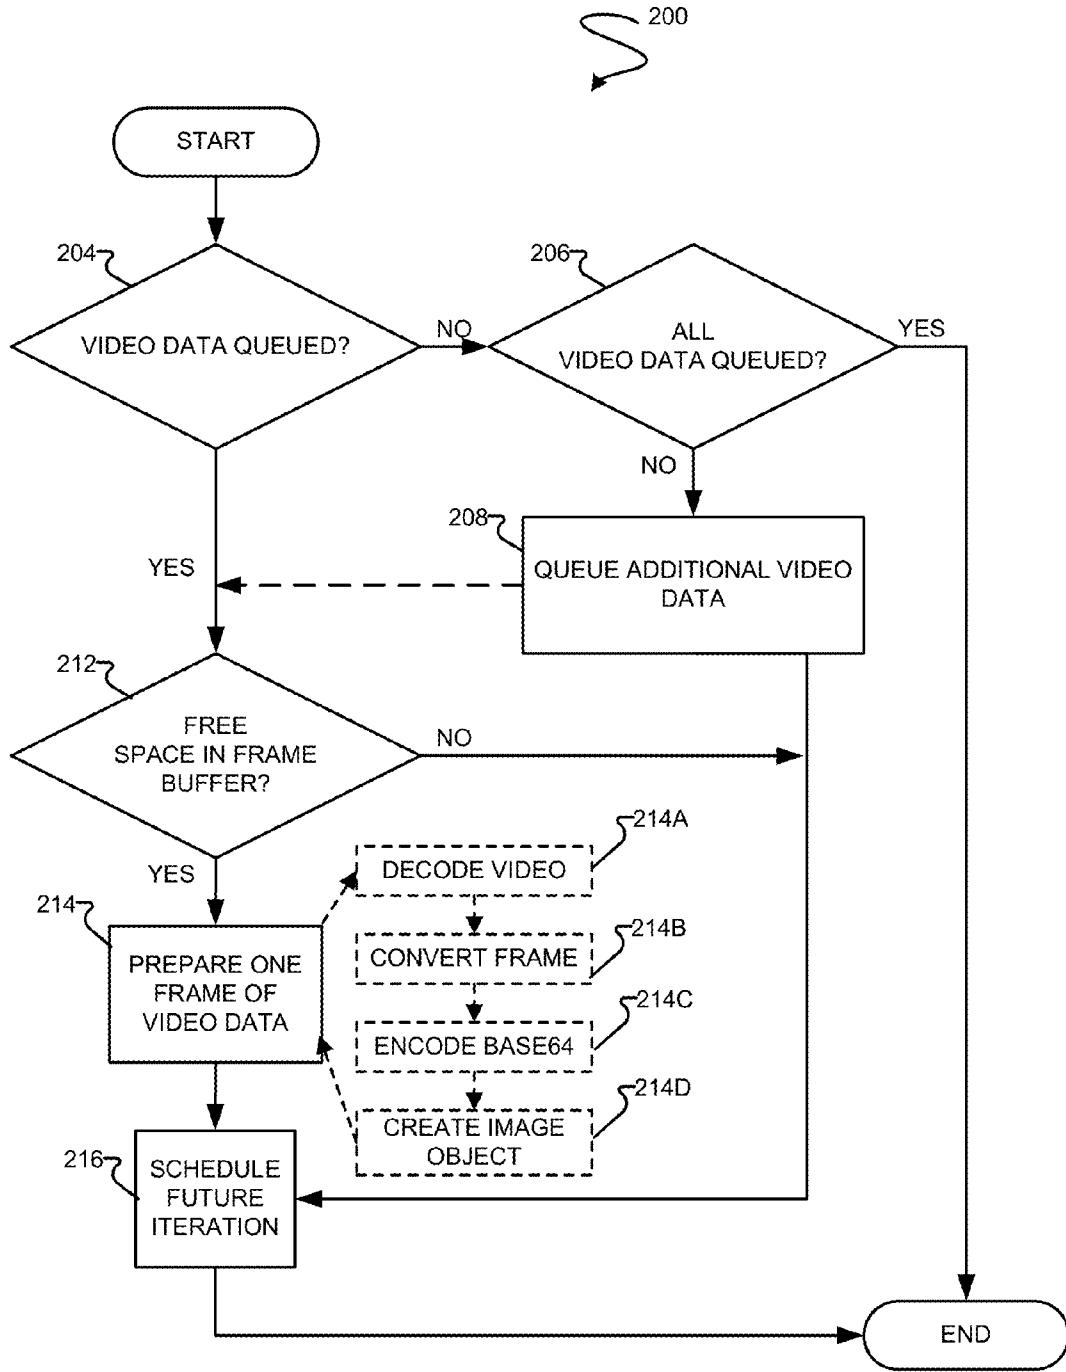 200
START
204
206
VIDEO DATA QUEUED?
NO
ALL
VIDEO DATA QUEUED?
YES
NO
208
QUEUE ADDITIONAL VIDEO
DATA
YES
212
FREE
SPACE IN FRAME
BUFFER?
NO
YES
214A
DECODE VIDEO
214
PREPARE ONE
FRAME OF
VIDEO DATA
214B
CONVERT FRAME
214C
ENCODE BASE64
214D
CREATE IMAGE
OBJECT
216
SCHEDULE
FUTURE
ITERATION
END